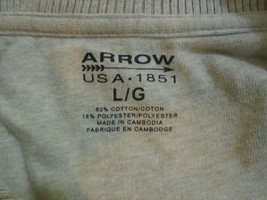 ARROW
USA • 1851
L/G
82% COTTON/COTON
18% POLYESTER/POLYESTER
MADE IN CAMBODIA
FABRIQUE EN CAMBODGE